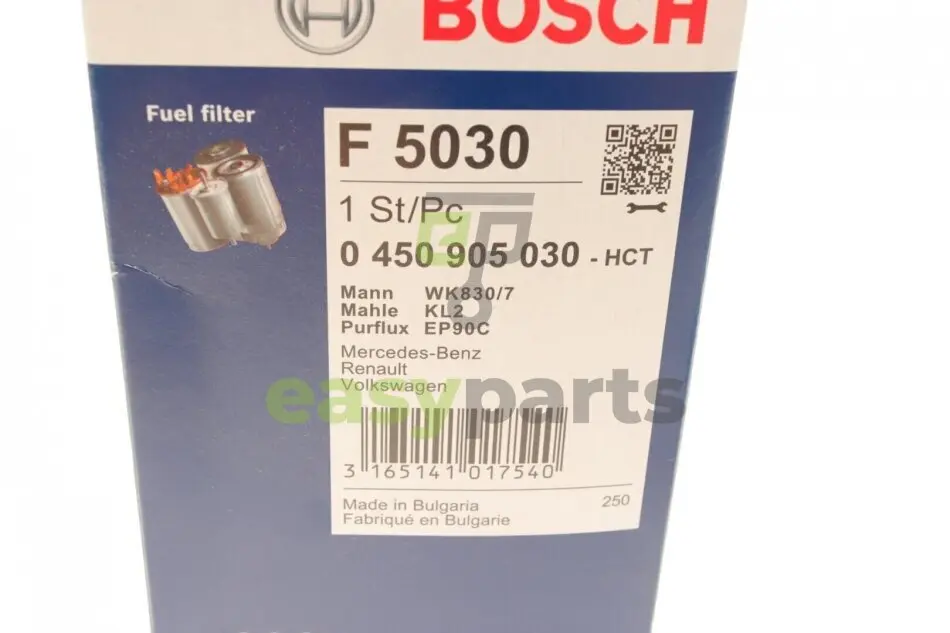 BOSCH
Fuel filter
F 5030
1 St/Pc
0 450 905 030 - HCT
Mann WK830/7
Mahle KL2
Purflux EP90C
Mercedes-Benz
Renault
Volkswagen
easyparts
3 165141 017540
Made in Bulgaria 250
Fabriqué en Bulgarie